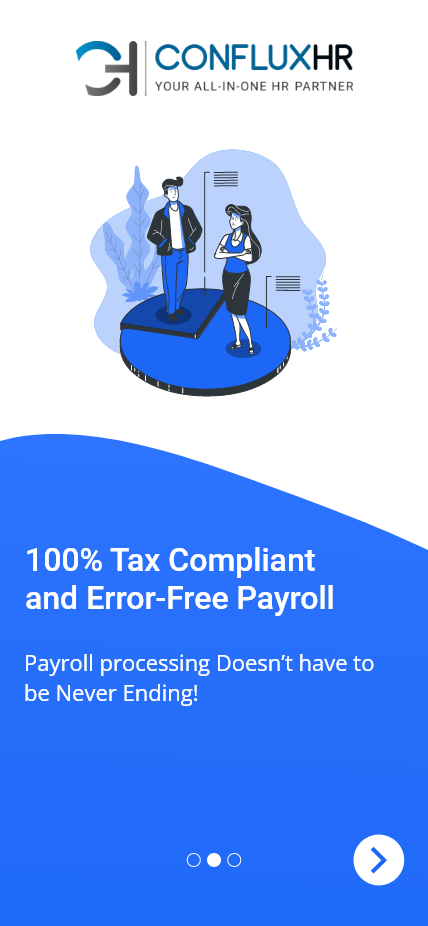 CONFLUXHR
YOUR ALL-IN-ONE HR PARTNER
100% Tax Compliant
and Error-Free Payroll
Payroll processing Doesn't have to
be Never Ending!